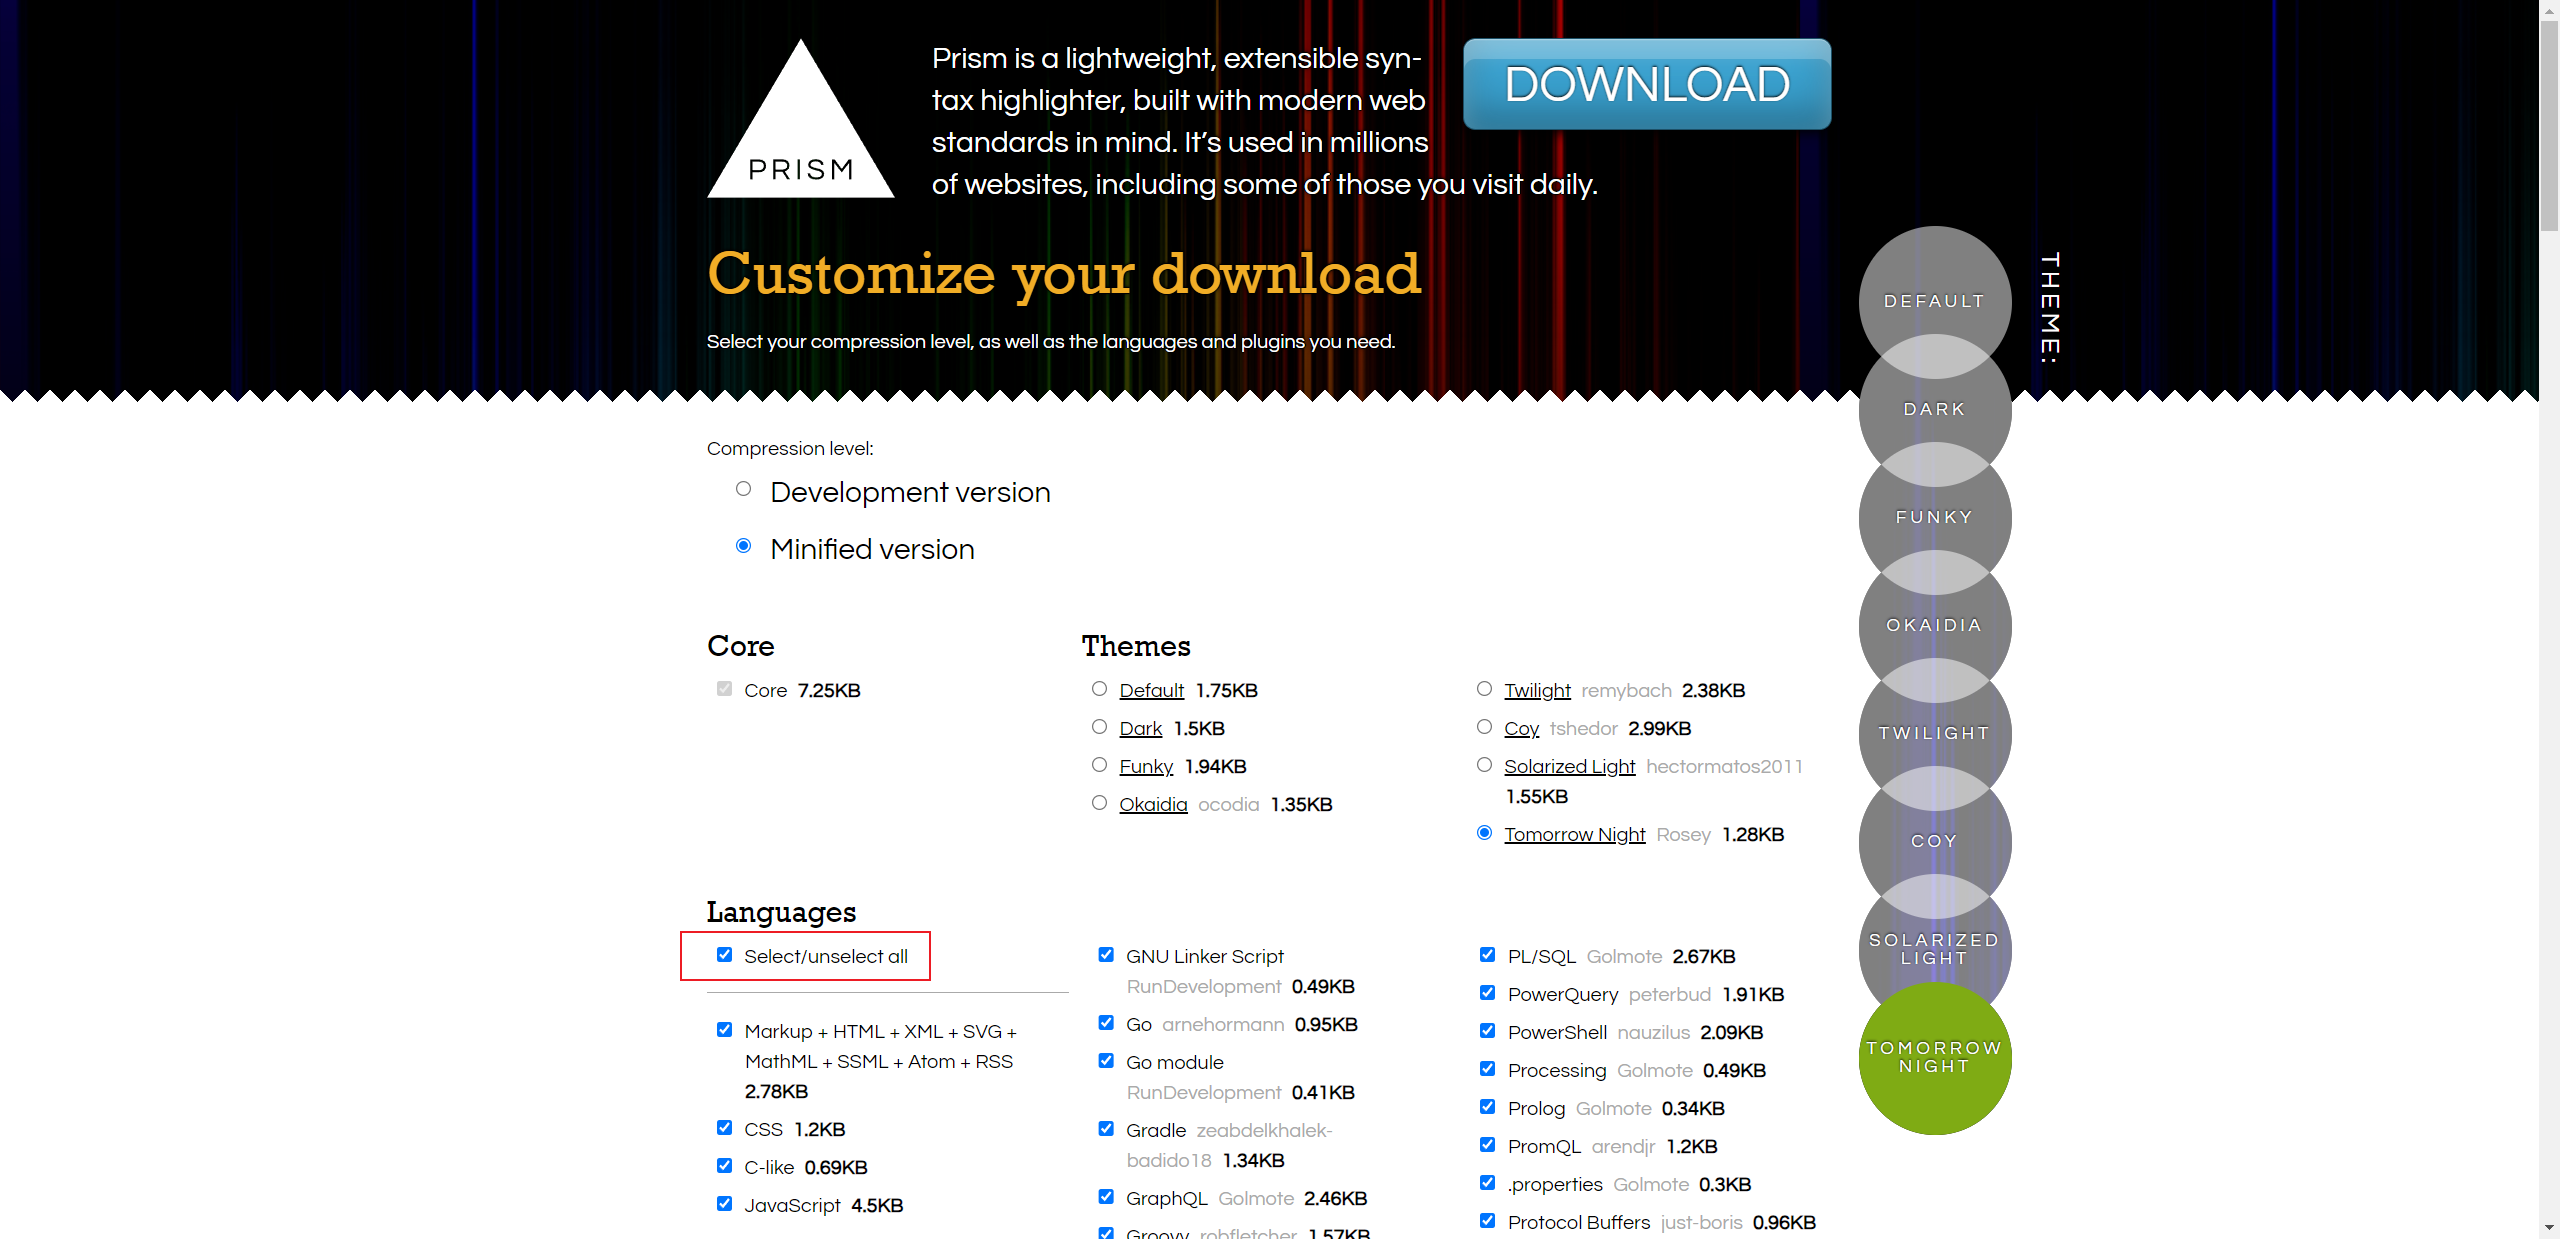 PRISM
Prism is a lightweight, extensible syn-
tax highlighter, built with modern web
standards in mind. It’s used in millions
of websites, including some of those you visit daily.
DOWNLOAD
Customize your download
Select your compression level, as well as the languages and plugins you need.
THEME:
DEFAULT
DARK
FUNKY
OKAIDIA
TWILIGHT
COY
SOLARIZED
LIGHT
TOMORROW
NIGHT
Compression level:
Development version
Minified version
Core
Core 7.25KB
Themes
Default 1.75KB
Dark 1.5KB
Funky 1.94KB
Okaidia ocodia 1.35KB
Twilight remybach 2.38KB
Coy tshedor 2.99KB
Solarized Light hectormatos2011
1.55KB
Tomorrow Night Rosey 1.28KB
Languages
Select/unselect all
Markup + HTML + XML + SVG +
MathML + SSML + Atom + RSS
2.78KB
CSS 1.2KB
C-like 0.69KB
JavaScript 4.5KB
GNU Linker Script
RunDevelopment 0.49KB
Go arnehormann 0.95KB
Go module
RunDevelopment 0.41KB
Gradle zeabdelkhalek-
badido18 1.34KB
GraphQL Golmote 2.46KB
Groovy robfletcher 1.57KB
PL/SQL Golmote 2.67KB
PowerQuery peterbud 1.91KB
PowerShell nauzilus 2.09KB
Processing Golmote 0.49KB
Prolog Golmote 0.34KB
PromQL arendjr 1.2KB
.properties Golmote 0.3KB
Protocol Buffers just-boris 0.96KB